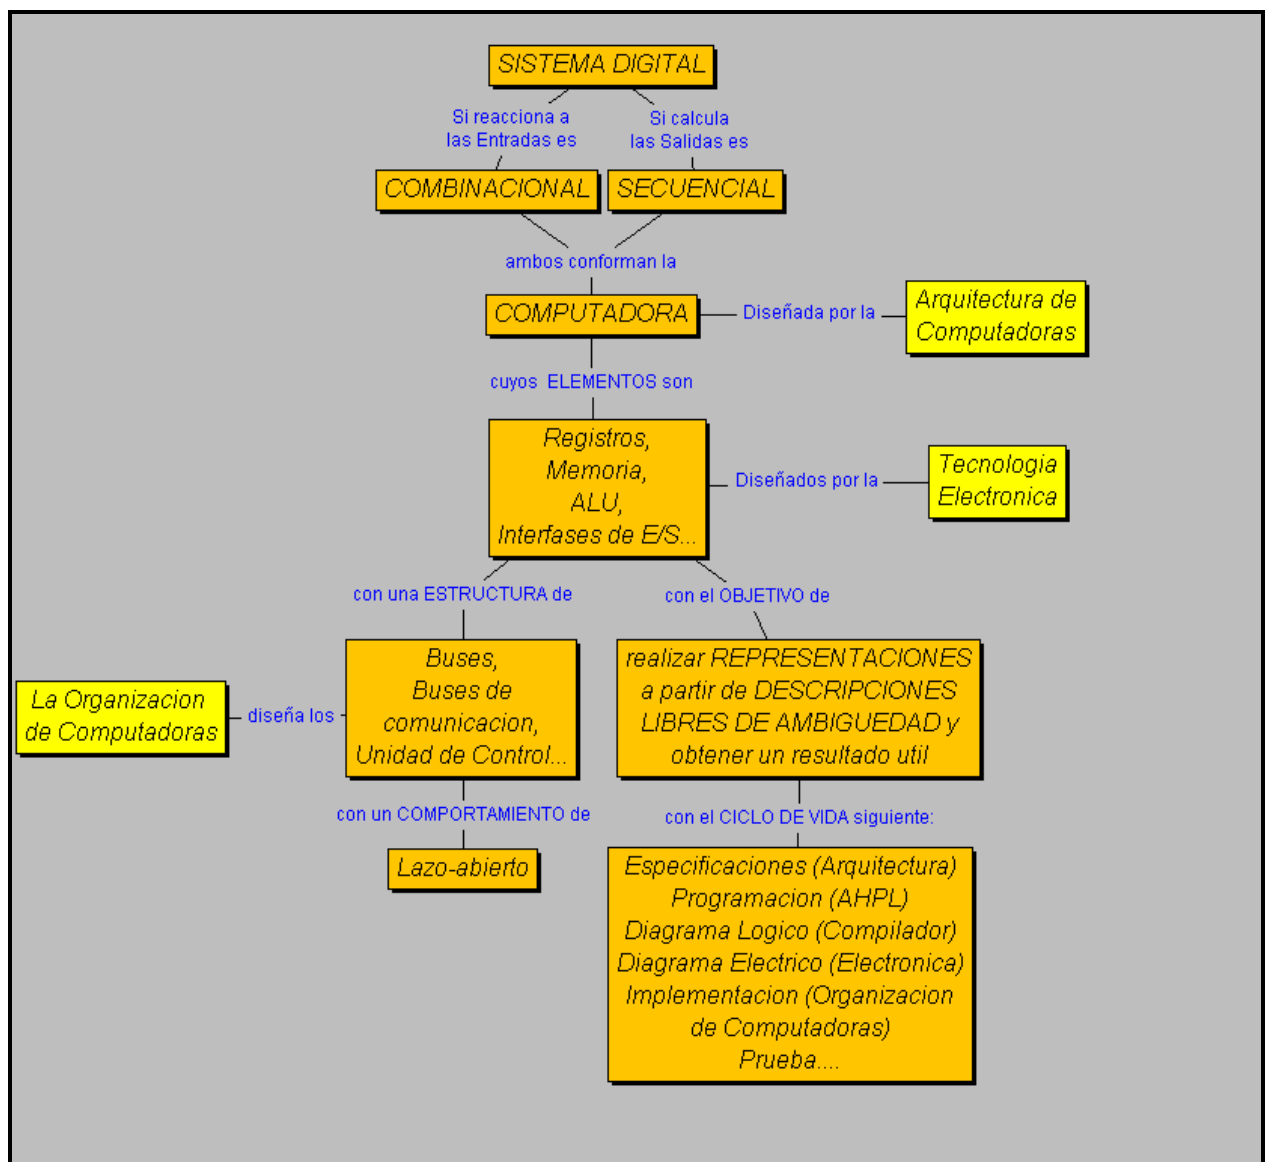 SISTEMA DIGITAL
Si reacciona a
las Entradas es
Si calcula
las Salidas es
COMBINACIONAL
SECUENCIAL
ambos conforman la
COMPUTADORA
Diseñada por la
Arquitectura de
Computadoras
cuyos ELEMENTOS son
Registros,
Memoria,
ALU,
Interfases de E/S...
Diseñados por la
Tecnologia
Electronica
con una ESTRUCTURA de
con el OBJETIVO de
La Organizacion
de Computadoras
diseña los
Buses,
Buses de
comunicacion,
Unidad de Control...
realizar REPRESENTACIONES
a partir de DESCRIPCIONES
LIBRES DE AMBIGUEDAD y
obtener un resultado util
con un COMPORTAMIENTO de
con el CICLO DE VIDA siguiente:
Lazo-abierto
Especificaciones (Arquitectura)
Programacion (AHPL)
Diagrama Logico (Compilador)
Diagrama Electrico (Electronica)
Implementacion (Organizacion
de Computadoras)
Prueba....